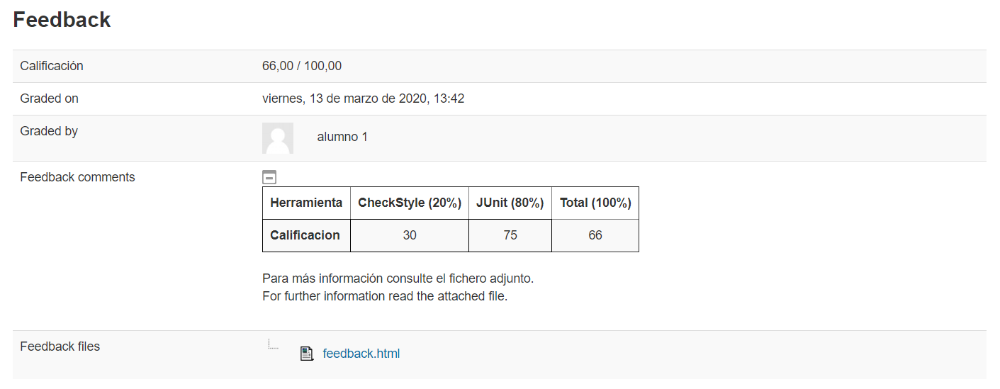 Feedback
Calificación 66,00 / 100,00
Graded on viernes, 13 de marzo de 2020, 13:42
Graded by alumno 1
Feedback comments
Herramienta CheckStyle (20%) JUnit (80%) Total (100%)
Calificacion 30 75 66
Para más información consulte el fichero adjunto.
For further information read the attached file.
Feedback files feedback.html